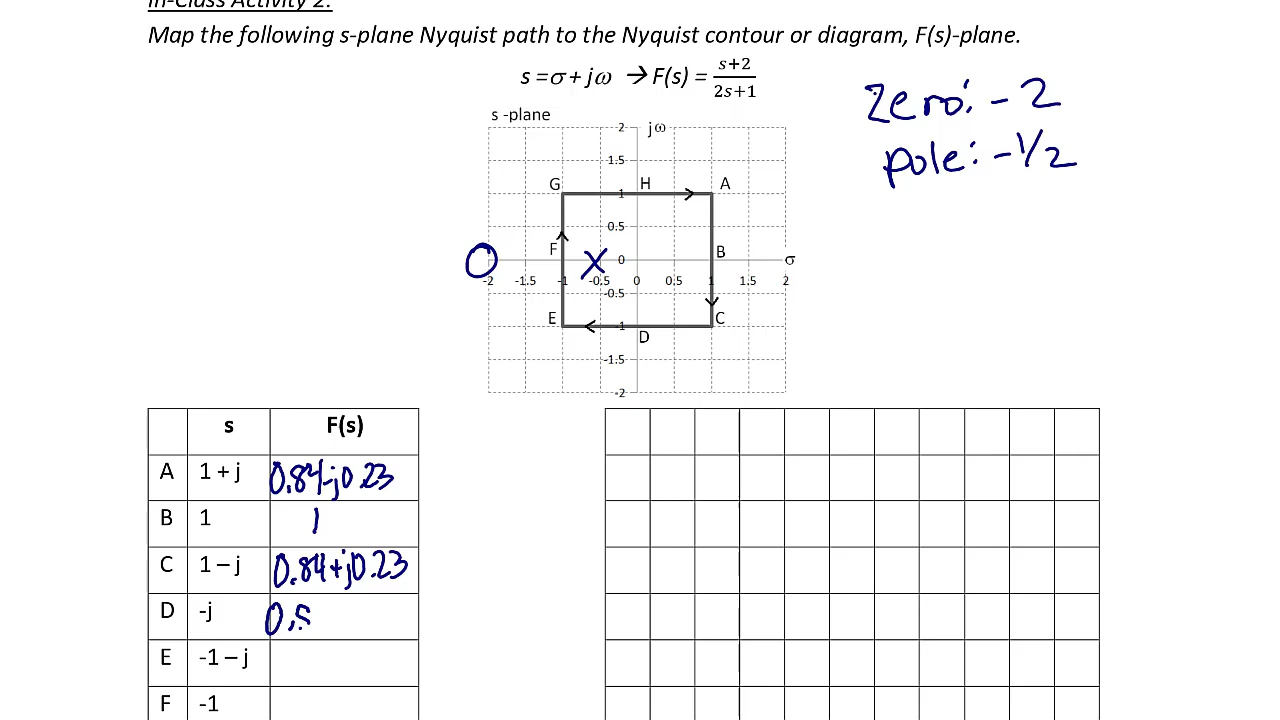 In-Class Activity 2:
Map the following s-plane Nyquist path to the Nyquist contour or diagram, F(s)-plane.
s =σ + jω → F(s) = s+2 / 2s+1
Zero: -2
pole: -1/2
s -plane
2 jω
1.5
G H A
1
0.5
F B
O X 0 σ
-2 -1.5 -1 -0.5 0 0.5 1 1.5 2
-0.5
E C
-1
D
-1.5
-2
s F(s)
A 1 + j 0.84-j0.23
B 1 1
C 1 – j 0.84+j0.23
D -j 0.8
E -1 – j
F -1